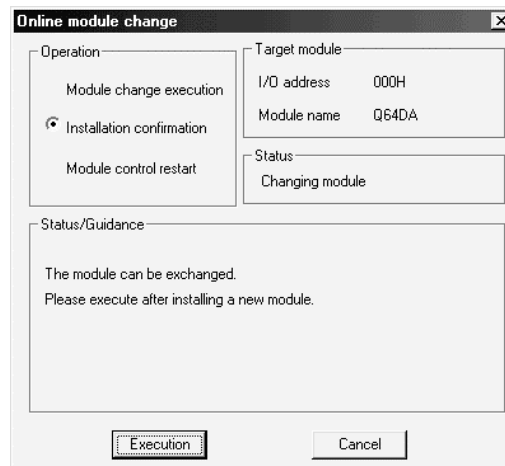 Online module change
Operation
Module change execution
Installation confirmation
Module control restart
Target module
I/O address 000H
Module name Q64DA
Status
Changing module
Status/Guidance
The module can be exchanged.
Please execute after installing a new module.
Execution
Cancel